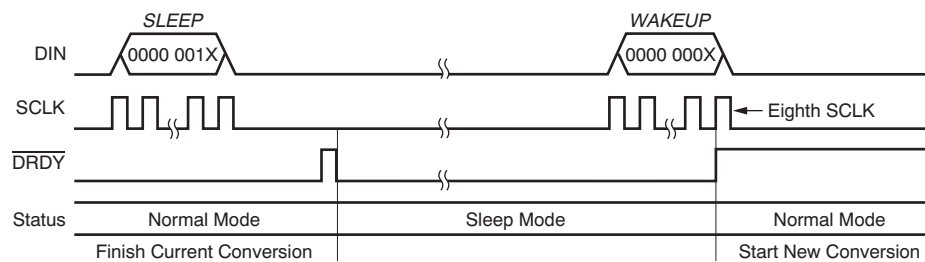 SLEEP WAKEUP
DIN 0000 001X 0000 000X
SCLK Eighth SCLK
DRDY
Status Normal Mode Sleep Mode Normal Mode
Finish Current Conversion Start New Conversion